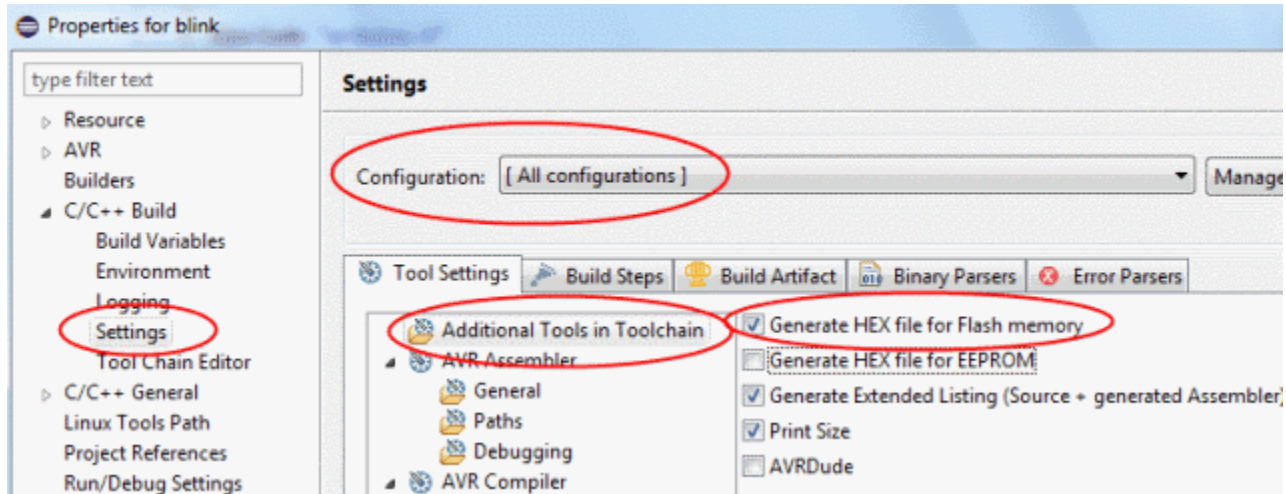 Properties for blink
type filter text
Resource
AVR
Builders
C/C++ Build
Build Variables
Environment
Logging
Settings
Tool Chain Editor
C/C++ General
Linux Tools Path
Project References
Run/Debug Settings
Settings
Configuration: [ All configurations ] Manage
Tool Settings Build Steps Build Artifact Binary Parsers Error Parsers
Additional Tools in Toolchain
AVR Assembler
General
Paths
Debugging
AVR Compiler
Generate HEX file for Flash memory
Generate HEX file for EEPROM
Generate Extended Listing (Source + generated Assembler)
Print Size
AVRDude